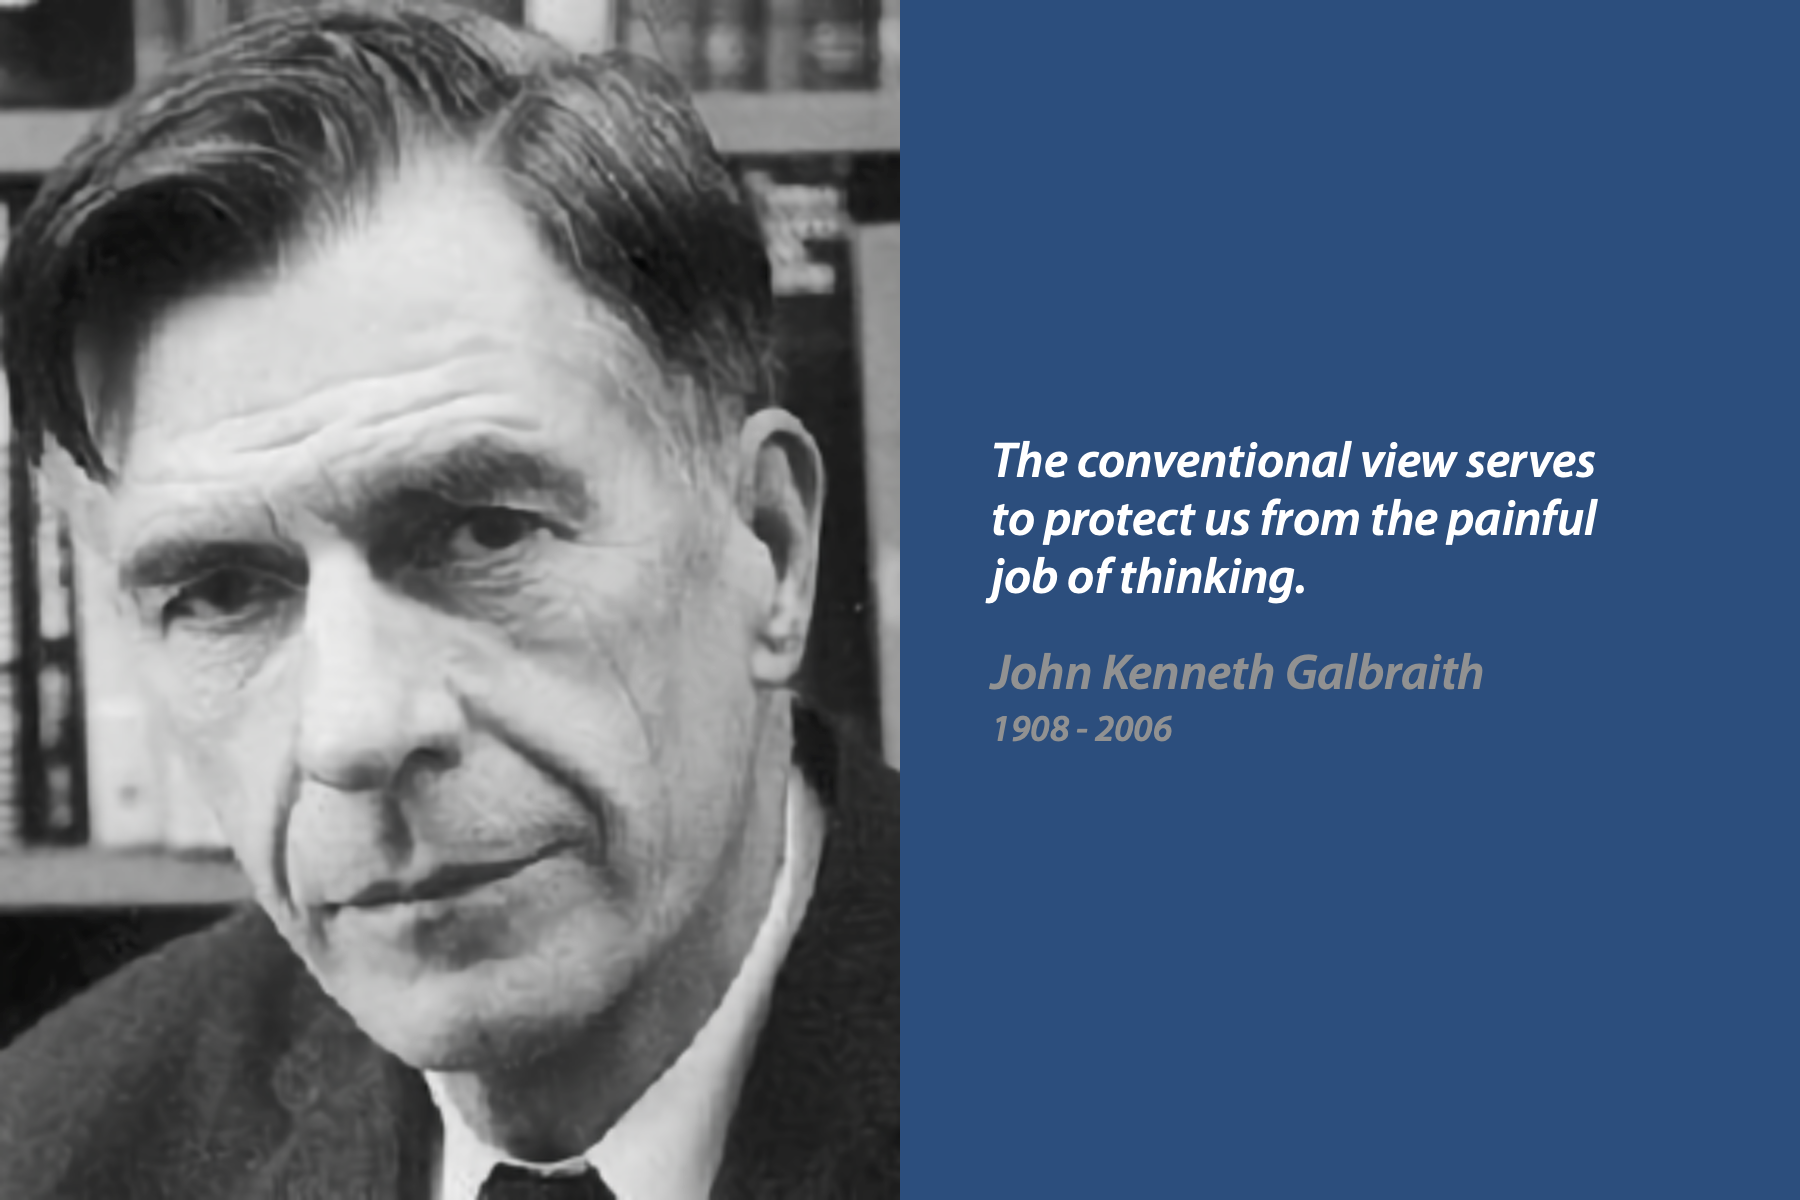 The conventional view serves
to protect us from the painful
job of thinking.
John Kenneth Galbraith
1908 - 2006